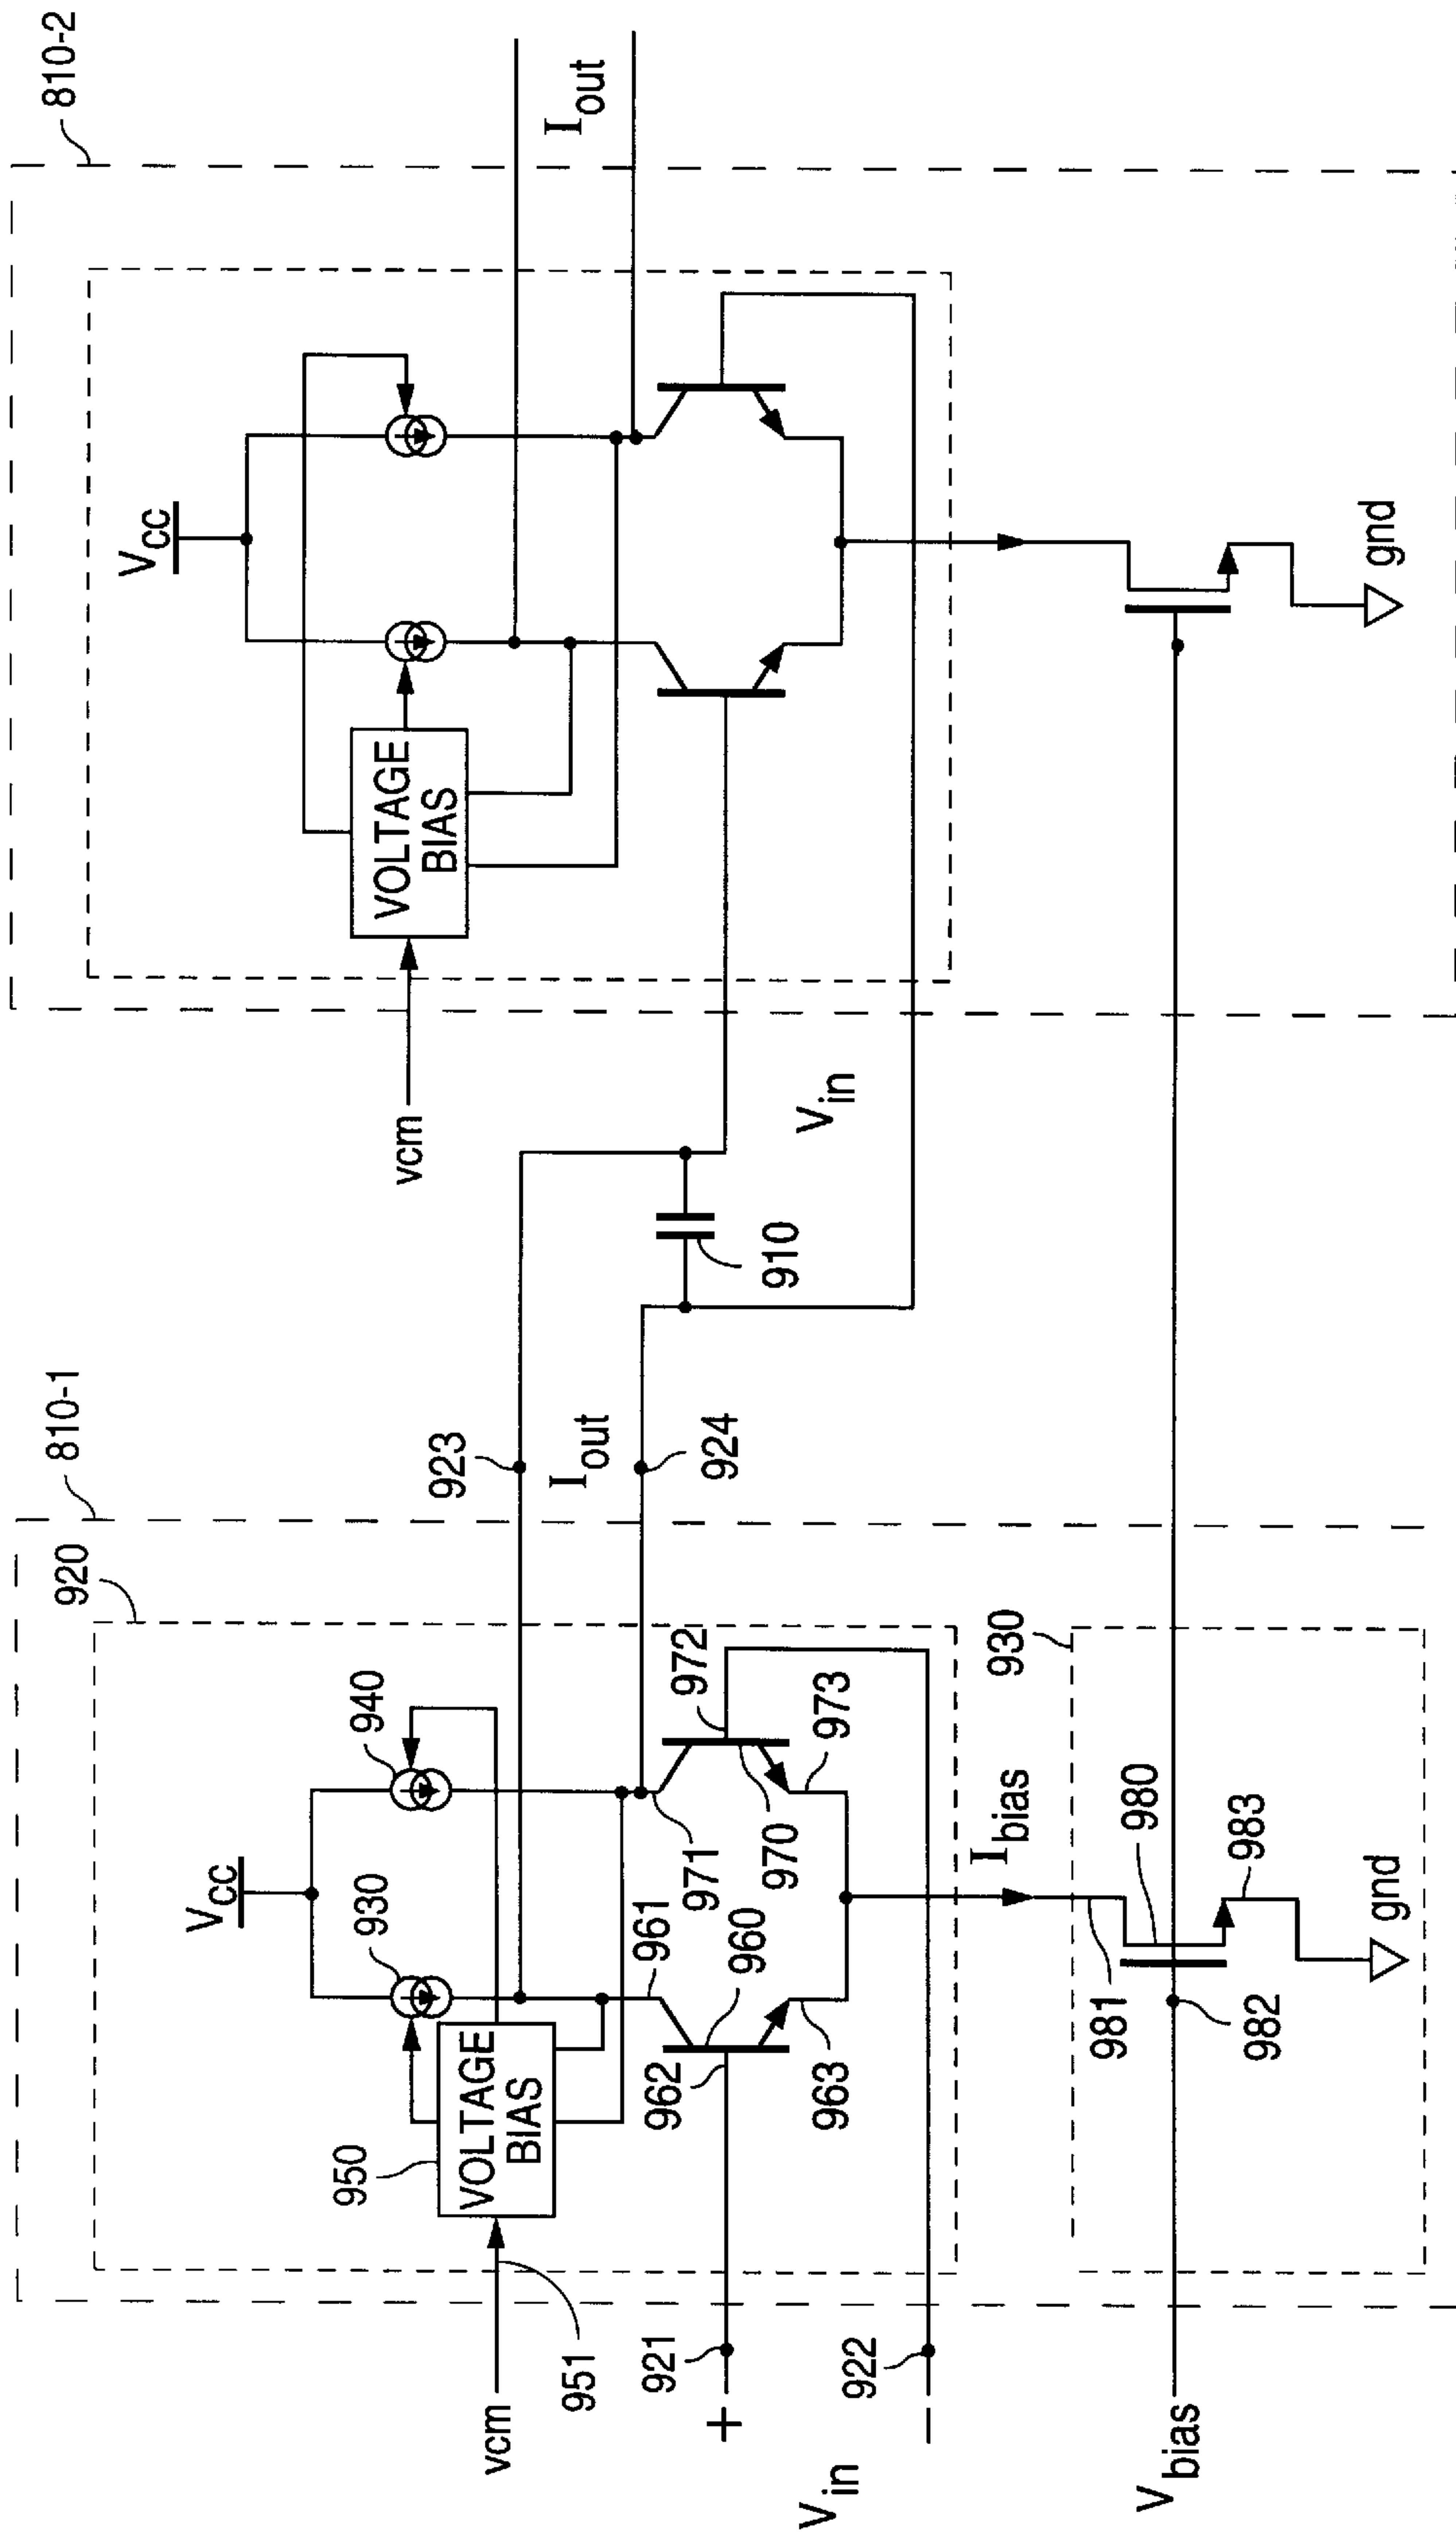 810-1
810-2
920
V_CC
V_CC
930
940
950
VOLTAGE
BIAS
VOLTAGE
BIAS
vcm
951
vcm
923
I_out
924
I_out
961
971
960
970
962
972
963
973
910
921
+
922
−
V_in
V_in
I_bias
930
981
980
982
983
V_bias
gnd
gnd